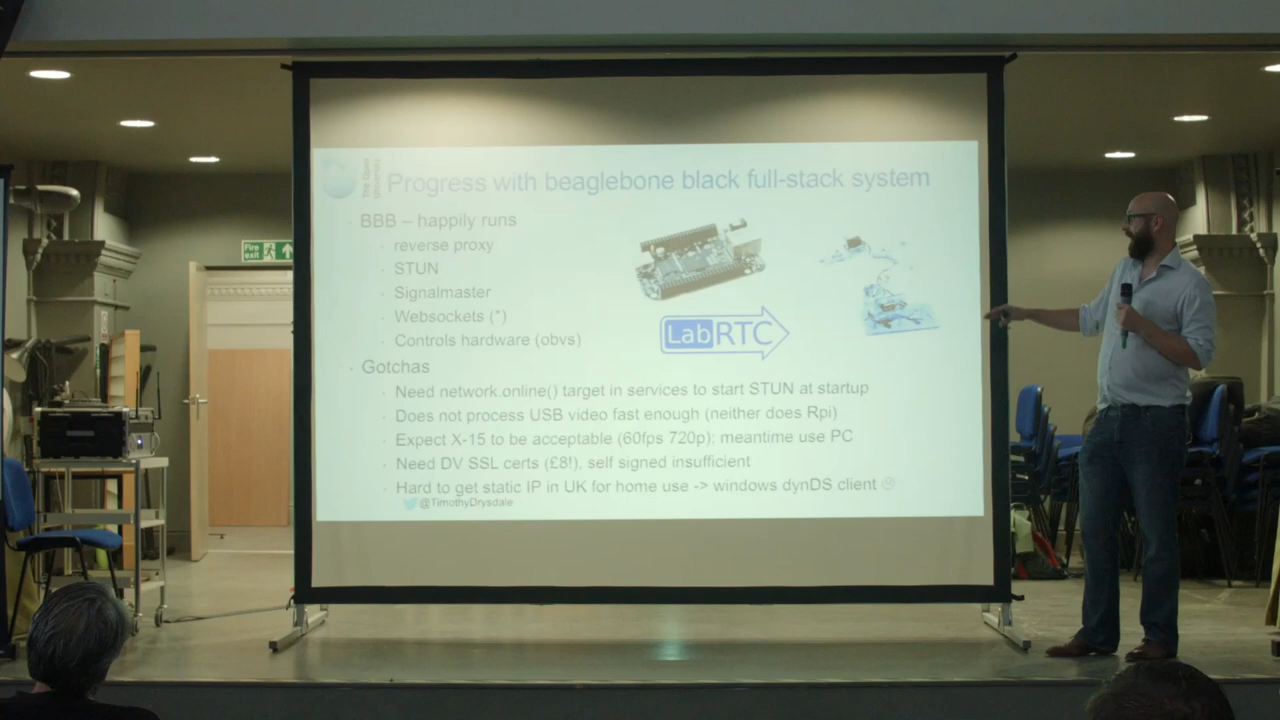 Fire
exit
The Open
University
Progress with beaglebone black full-stack system
BBB – happily runs
reverse proxy
STUN
Signalmaster
Websockets (*)
Controls hardware (obvs)
LabRTC
Gotchas
Need network.online() target in services to start STUN at startup
Does not process USB video fast enough (neither does Rpi)
Expect X-15 to be acceptable (60fps 720p); meantime use PC
Need DV SSL certs (£8!), self signed insufficient
Hard to get static IP in UK for home use -> windows dynDS client ☹
@TimothyDrysdale